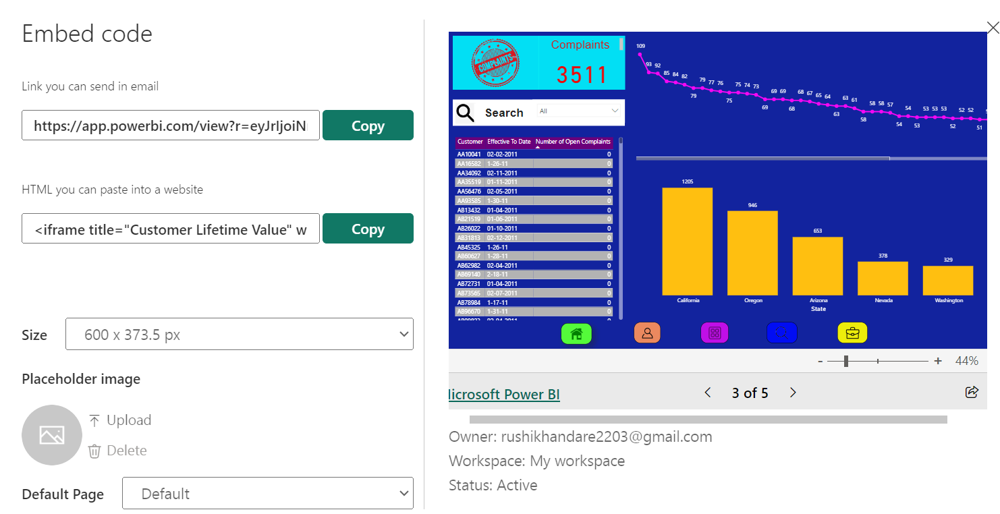 Embed code
Link you can send in email
https://app.powerbi.com/view?r=eyJrIjoiN
Copy
HTML you can paste into a website
<iframe title="Customer Lifetime Value" w
Copy
Size
600 x 373.5 px
Placeholder image
Upload
Delete
Default Page
Default
COMPLAINTS
Complaints
3511
Search
All
Customer Effective To Date Number of Open Complaints
AA10041 02-02-2011 0
AA16582 1-26-11 0
AA34092 02-11-2011 0
AA35519 01-11-2011 0
AA56476 02-05-2011 0
AA93585 1-30-11 0
AB13432 01-04-2011 0
AB21519 01-06-2011 0
AB26022 01-10-2011 0
AB31813 02-12-2011 0
AB45325 1-26-11 0
AB60627 1-28-11 0
AB62982 02-04-2011 0
AB69140 2-18-11 0
AB72731 01-04-2011 0
AB73565 02-07-2011 0
AB78984 1-17-11 0
AB96670 1-31-11 0
109
93 92
85 84 82
79
79 77 76
75
75 74 73
69
69 69
68
68 67 65 64
63
63 61
58
58 58 57
54
54
53
53 53 53
52
52 52
51
1205
946
653
378
329
California Oregon Arizona Nevada Washington
State
- + 44%
icrosoft Power BI
3 of 5
Owner: rushikhandare2203@gmail.com
Workspace: My workspace
Status: Active